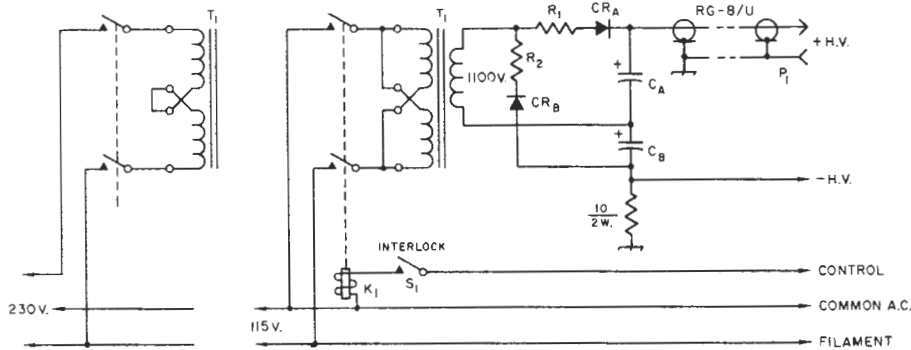 T1
T1
R1
CRA
RG-8/U
+ H.V.
R2
1100V.
CRB
+
CA
P1
+
CB
– H.V.
10
2W.
INTERLOCK
K1
S1
CONTROL
230V.
COMMON A.C.
115V.
FILAMENT